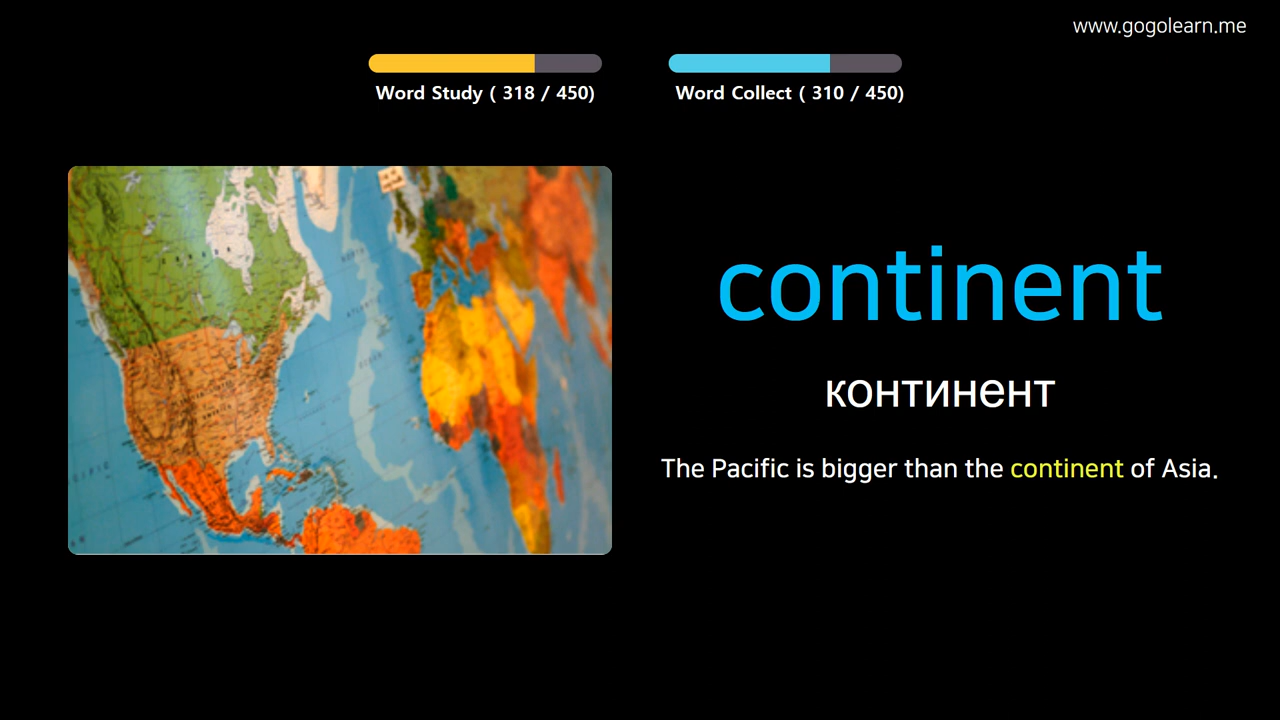 www.gogolearn.me
Word Study ( 318 / 450)
Word Collect ( 310 / 450)
continent
континент
The Pacific is bigger than the continent of Asia.